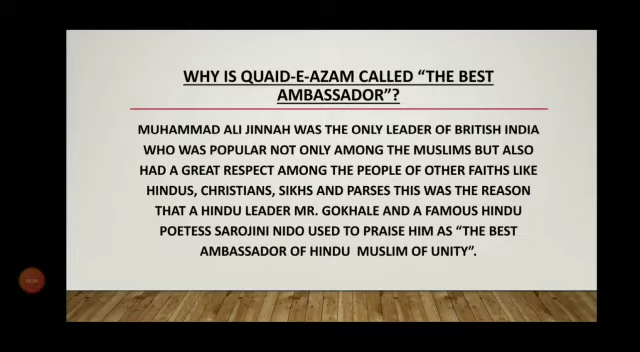 WHY IS QUAID-E-AZAM CALLED "THE BEST
AMBASSADOR"?
MUHAMMAD ALI JINNAH WAS THE ONLY LEADER OF BRITISH INDIA
WHO WAS POPULAR NOT ONLY AMONG THE MUSLIMS BUT ALSO
HAD A GREAT RESPECT AMONG THE PEOPLE OF OTHER FAITHS LIKE
HINDUS, CHRISTIANS, SIKHS AND PARSES THIS WAS THE REASON
THAT A HINDU LEADER MR. GOKHALE AND A FAMOUS HINDU
POETESS SAROJINI NIDO USED TO PRAISE HIM AS "THE BEST
AMBASSADOR OF HINDU MUSLIM OF UNITY".